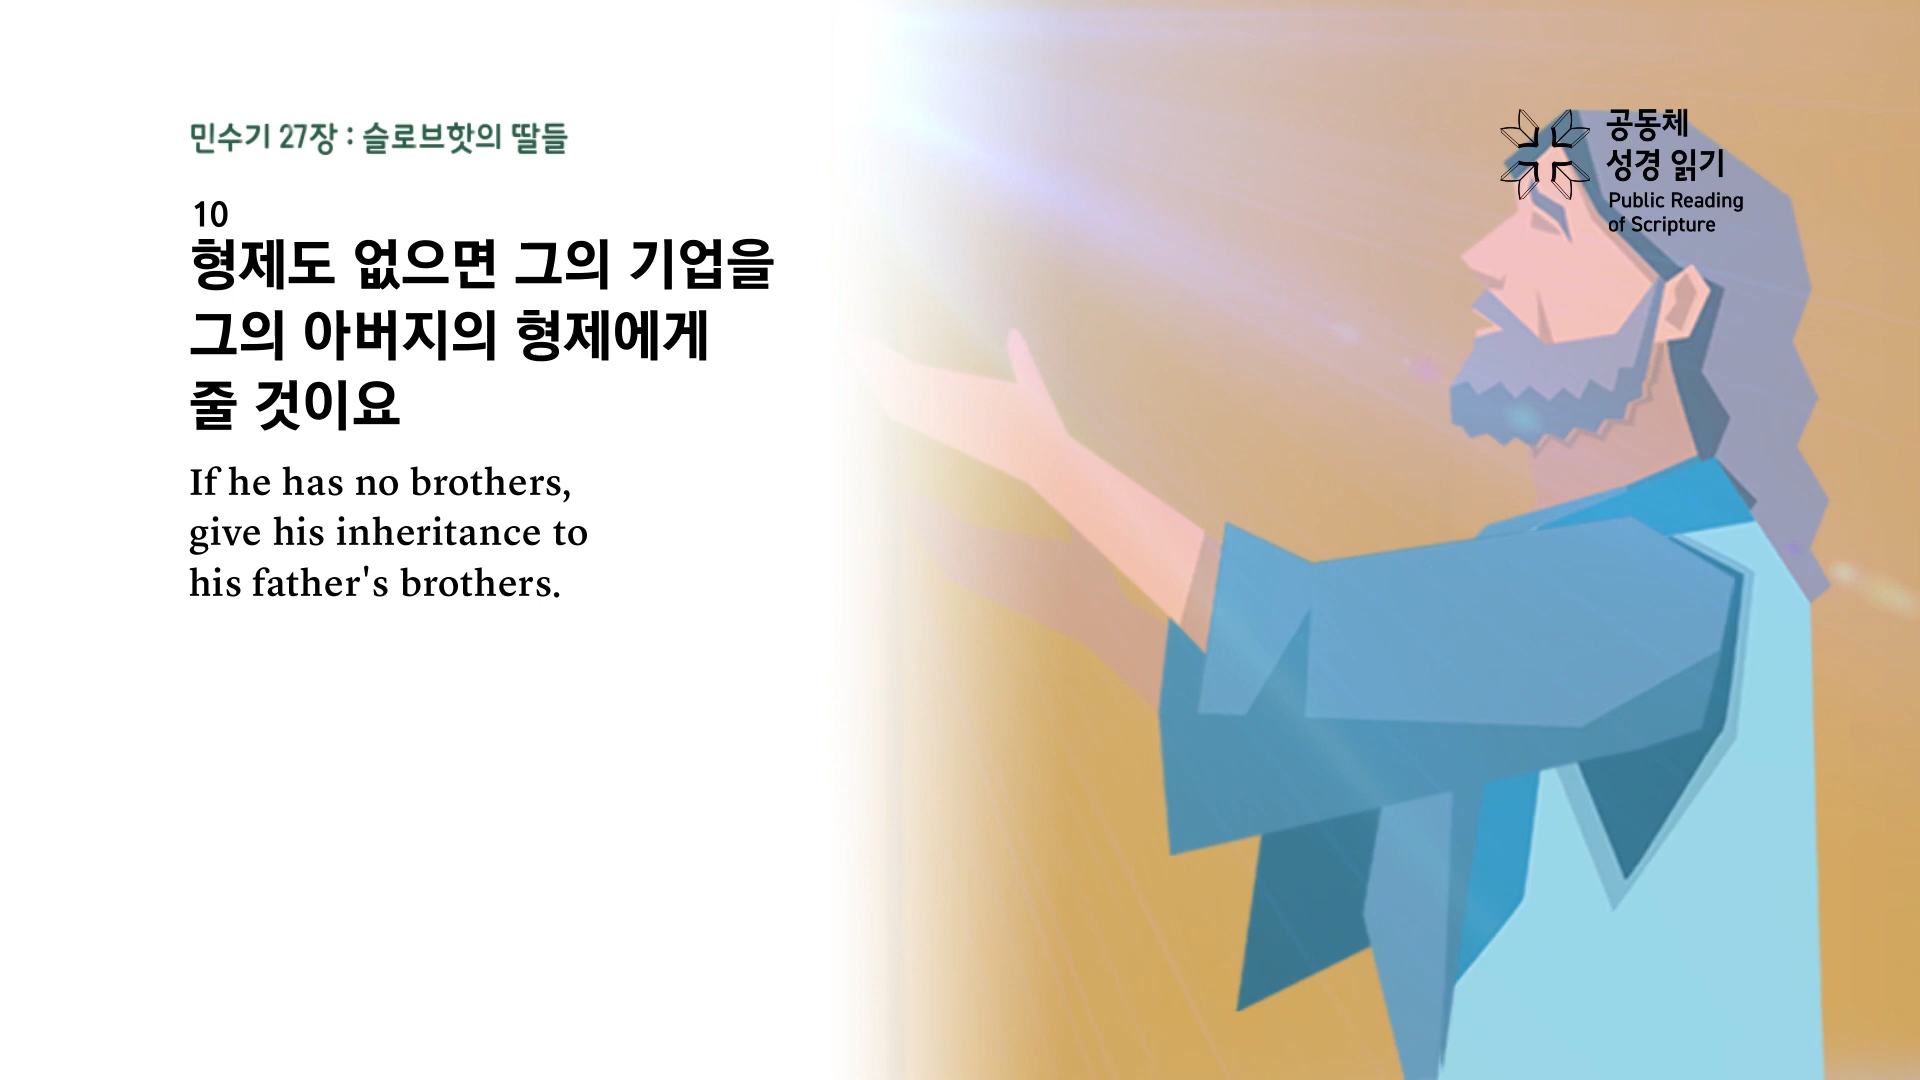 민수기 27장 : 슬로브핫의 딸들
10
형제도 없으면 그의 기업을
그의 아버지의 형제에게
줄 것이요
If he has no brothers,
give his inheritance to
his father's brothers.
공동체
성경 읽기
Public Reading
of Scripture